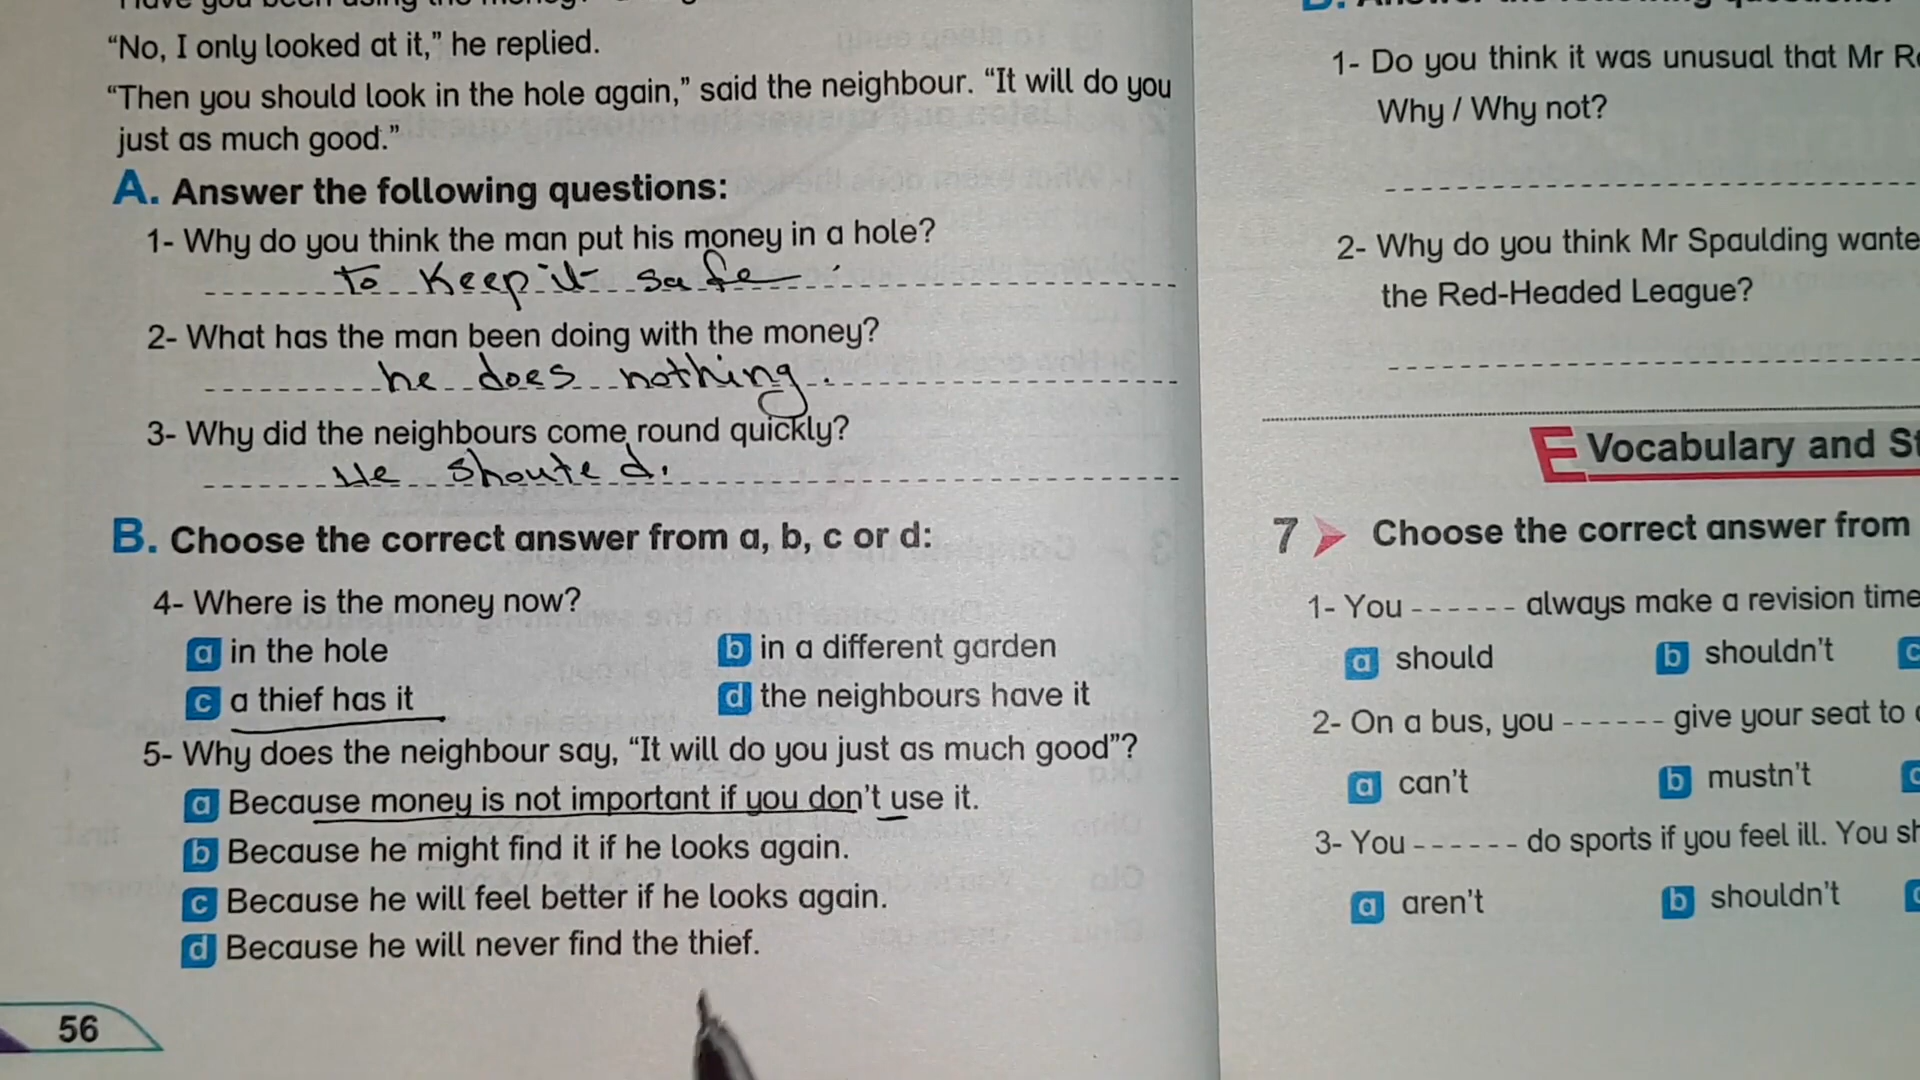 "No, I only looked at it," he replied.
"Then you should look in the hole again," said the neighbour. "It will do you
just as much good."
A. Answer the following questions:
1- Why do you think the man put his money in a hole?
To Keep it safe.
2- What has the man been doing with the money?
he does nothing.
3- Why did the neighbours come round quickly?
He shouted.
B. Choose the correct answer from a, b, c or d:
4- Where is the money now?
a in the hole
b in a different garden
c a thief has it
d the neighbours have it
5- Why does the neighbour say, "It will do you just as much good"?
a Because money is not important if you don't use it.
b Because he might find it if he looks again.
c Because he will feel better if he looks again.
d Because he will never find the thief.
56
1- Do you think it was unusual that Mr
Why / Why not?
2- Why do you think Mr Spaulding
the Red-Headed League?
E Vocabulary and
7 Choose the correct answer from
1- You ------ always make a revision
a should
b shouldn't
c
2- On a bus, you ------ give your seat to
a can't
b mustn't
3- You ------ do sports if you feel ill. You
a aren't
b shouldn't